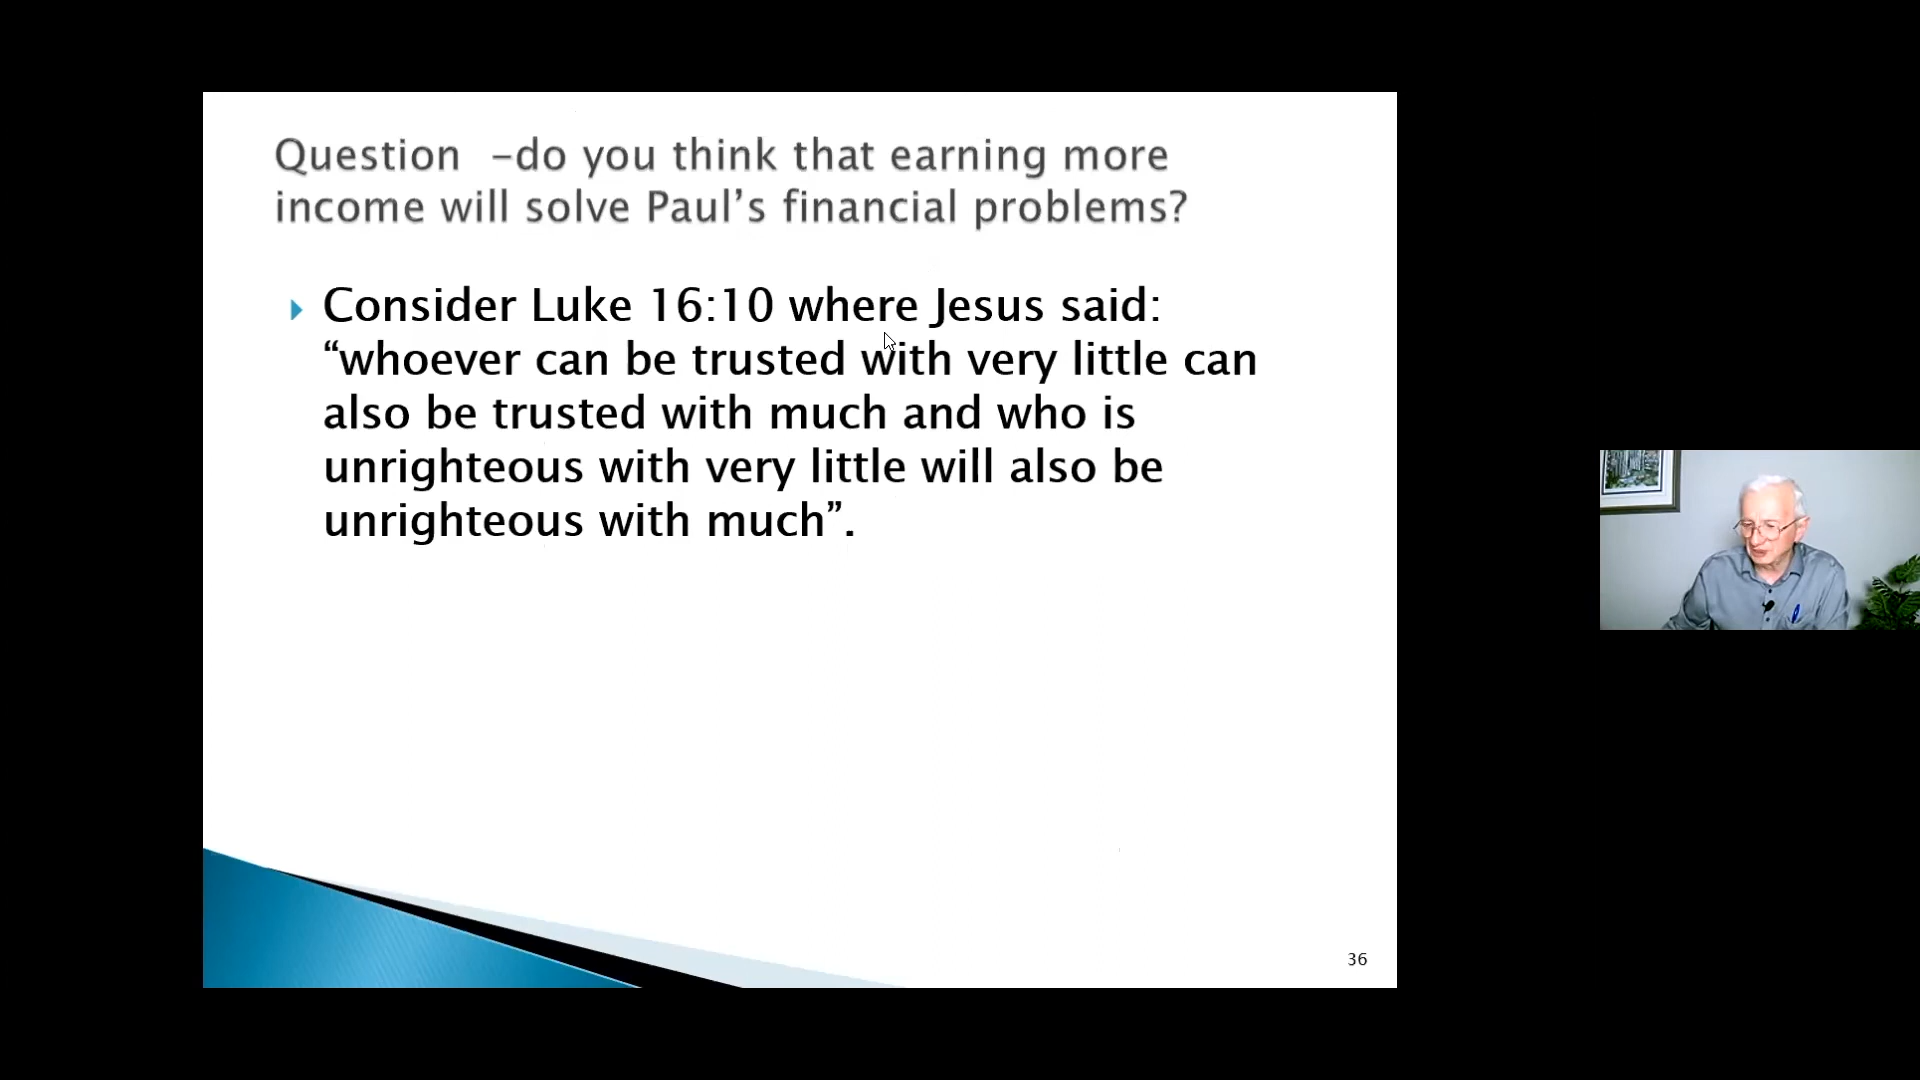 Question  -do you think that earning more
income will solve Paul’s financial problems?
Consider Luke 16:10 where Jesus said:
“whoever can be trusted with very little can
also be trusted with much and who is
unrighteous with very little will also be
unrighteous with much”.
36